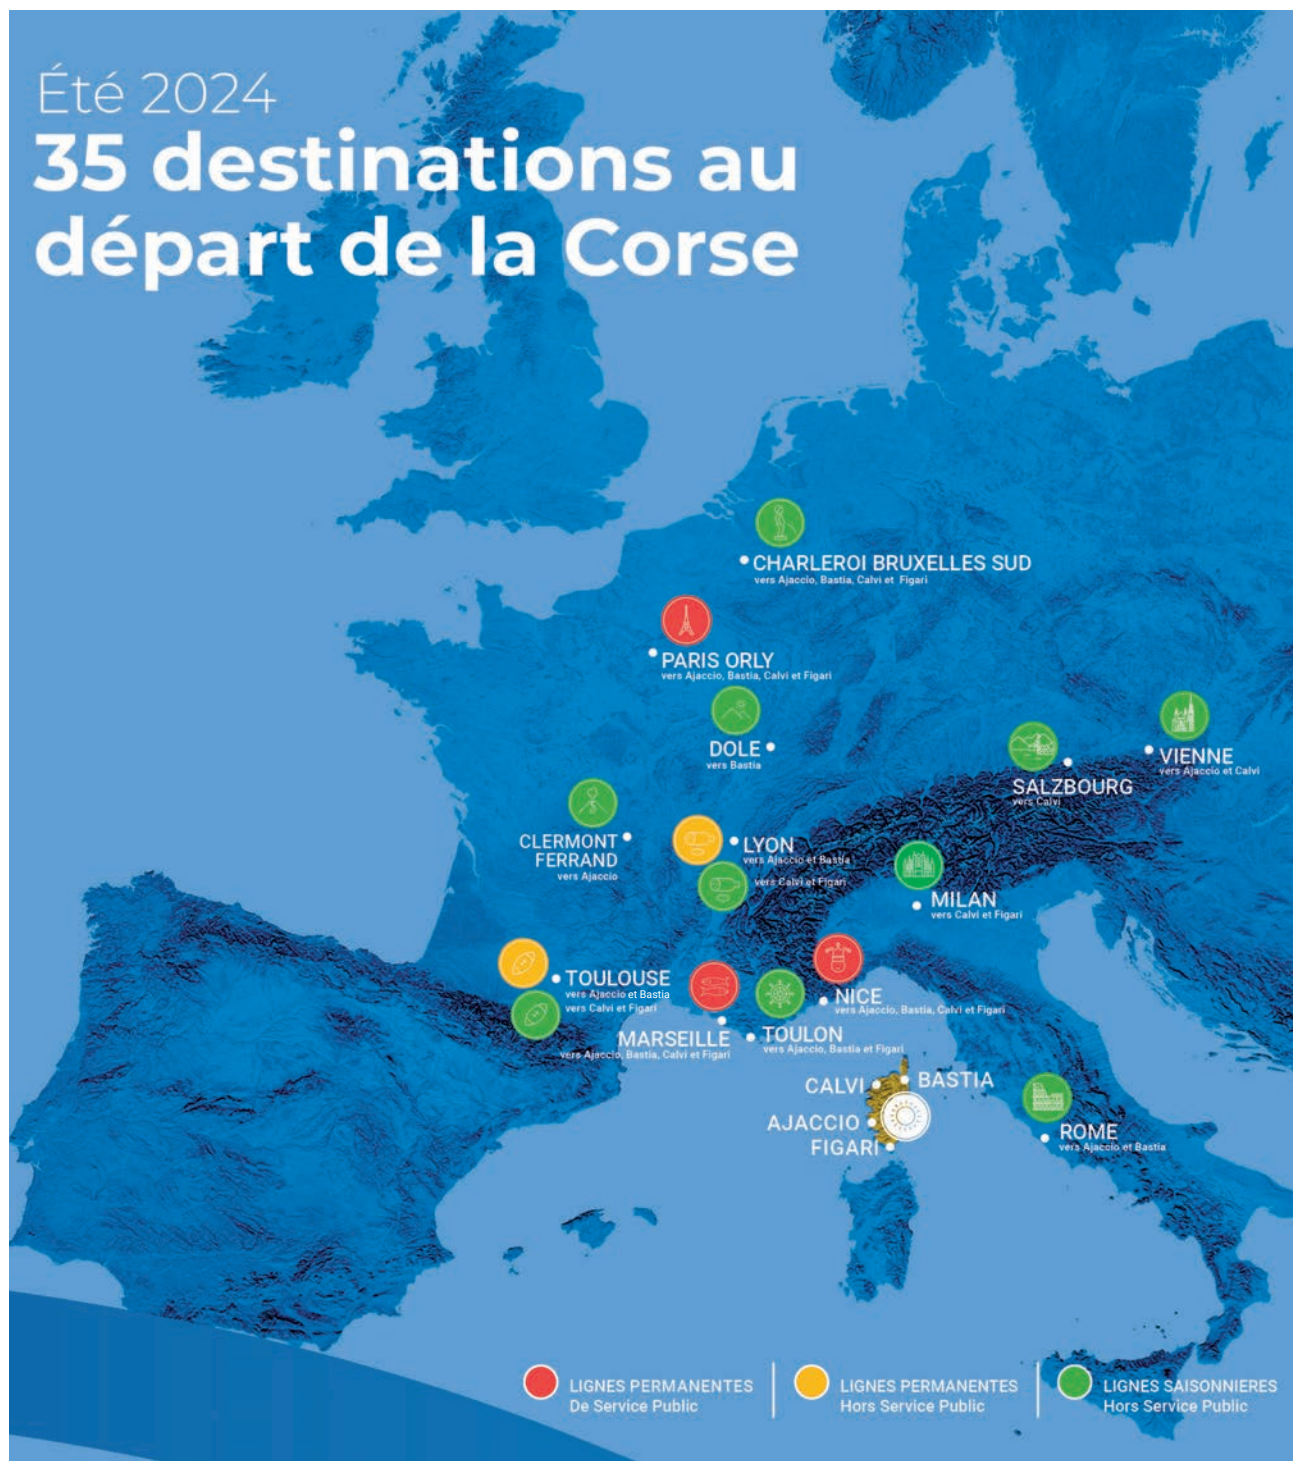 Été 2024
35 destinations au
départ de la Corse
CHARLEROI BRUXELLES SUD
vers Ajaccio, Bastia, Calvi et Figari
PARIS ORLY
vers Ajaccio, Bastia, Calvi et Figari
DOLE
vers Bastia
VIENNE
vers Ajaccio et Calvi
SALZBOURG
vers Calvi
CLERMONT
FERRAND
vers Ajaccio
LYON
vers Ajaccio et Bastia
vers Calvi et Figari
MILAN
vers Calvi et Figari
TOULOUSE
vers Ajaccio et Bastia
vers Calvi et Figari
NICE
vers Ajaccio, Bastia, Calvi et Figari
MARSEILLE
vers Ajaccio, Bastia, Calvi et Figari
TOULON
vers Ajaccio, Bastia et Figari
CALVI
BASTIA
AJACCIO
FIGARI
ROME
vers Ajaccio et Bastia
LIGNES PERMANENTES
De Service Public
LIGNES PERMANENTES
Hors Service Public
LIGNES SAISONNIERES
Hors Service Public